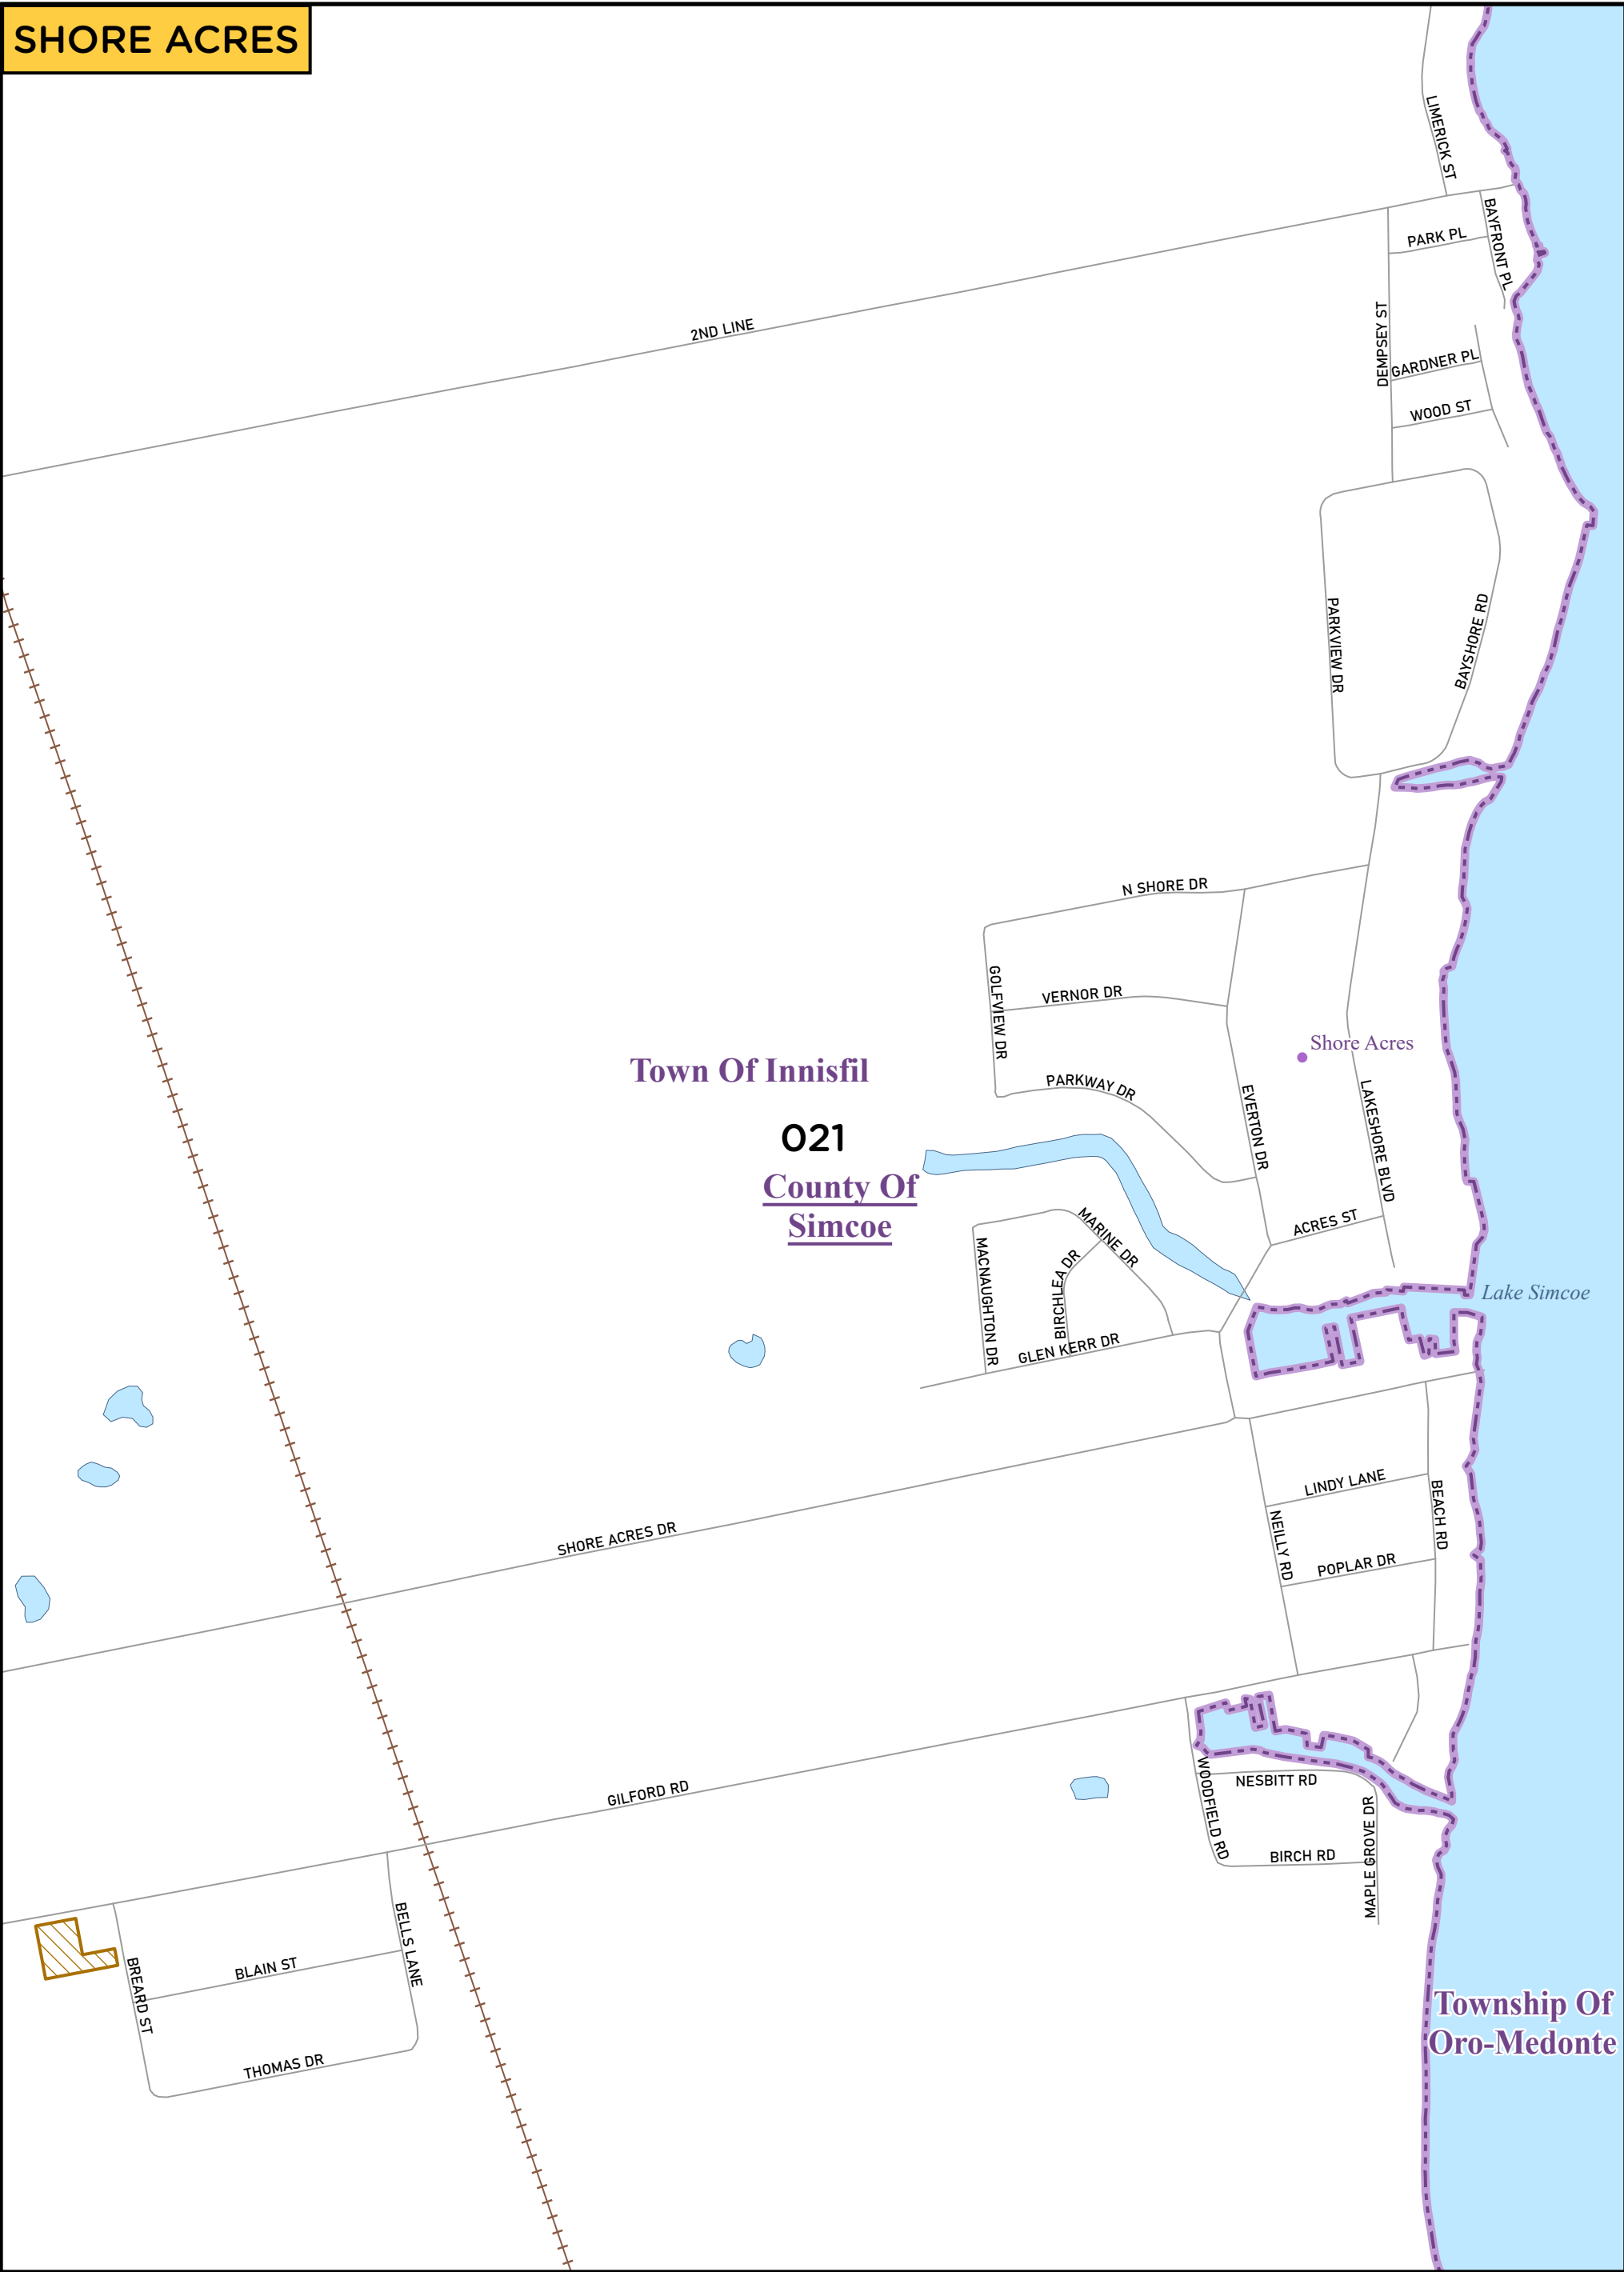 SHORE ACRES
LIMERICK ST
BAYFRONT PL
PARK PL
2ND LINE
DEMPSEY ST
GARDNER PL
WOOD ST
PARKVIEW DR
BAYSHORE RD
N SHORE DR
GOLFVIEW DR
VERNOR DR
Shore Acres
Town Of Innisfil
PARKWAY DR
EVERTON DR
LAKESHORE BLVD
021
County Of
Simcoe
ACRES ST
MARINE DR
MACNAUGHTON DR
BIRCHLEA DR
Lake Simcoe
GLEN KERR DR
LINDY LANE
BEACH RD
NEILLY RD
SHORE ACRES DR
POPLAR DR
WOODFIELD RD
NESBITT RD
GILFORD RD
MAPLE GROVE DR
BIRCH RD
BELLS LANE
BREARD ST
BLAIN ST
Township Of
Oro-Medonte
THOMAS DR